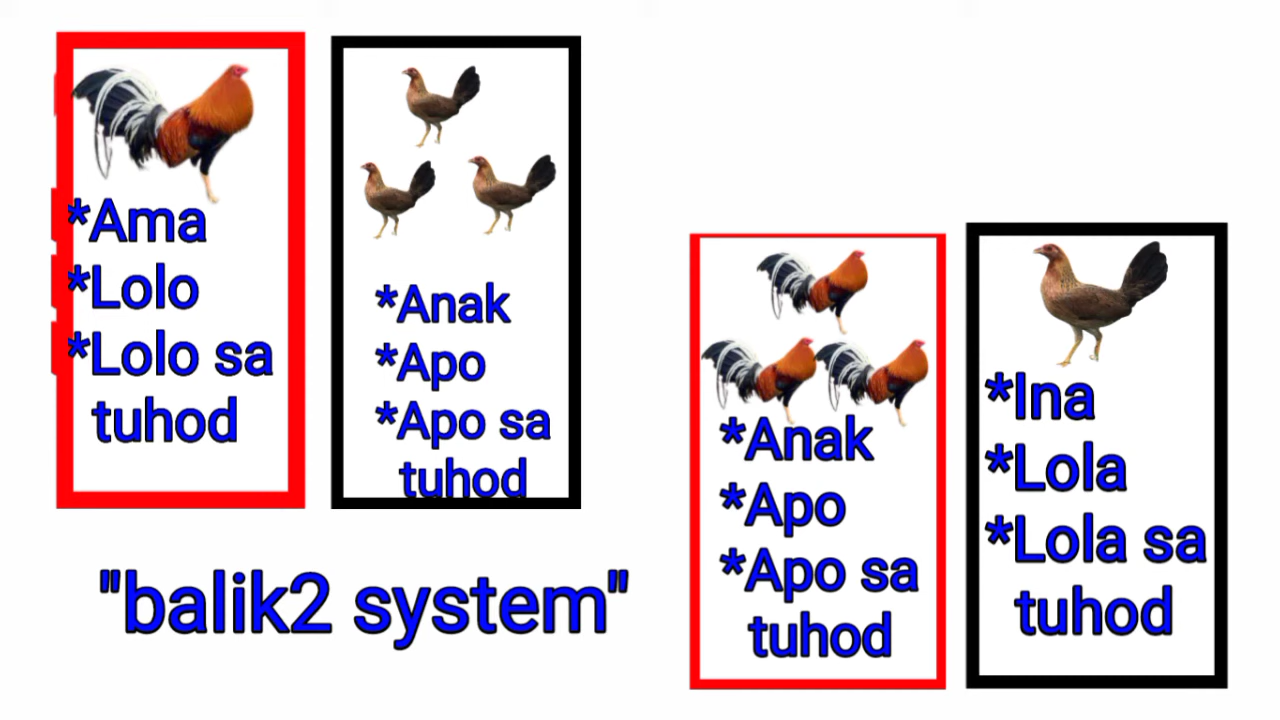 *Ama
*Lolo
*Lolo sa
tuhod
*Anak
*Apo
*Apo sa
tuhod
"balik2 system"
*Anak
*Apo
*Apo sa
tuhod
*Ina
*Lola
*Lola sa
tuhod